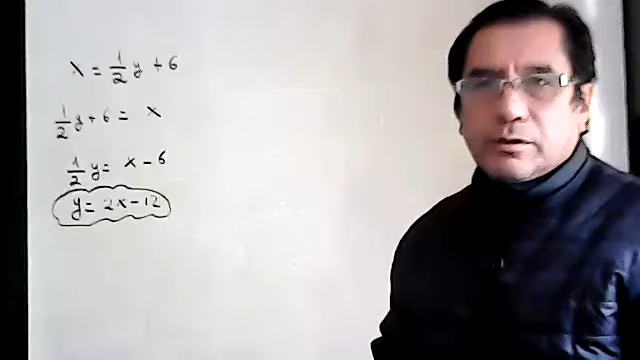 x = 1/2 y + 6
1/2 y + 6 = x
1/2 y = x - 6
y = 2x - 12